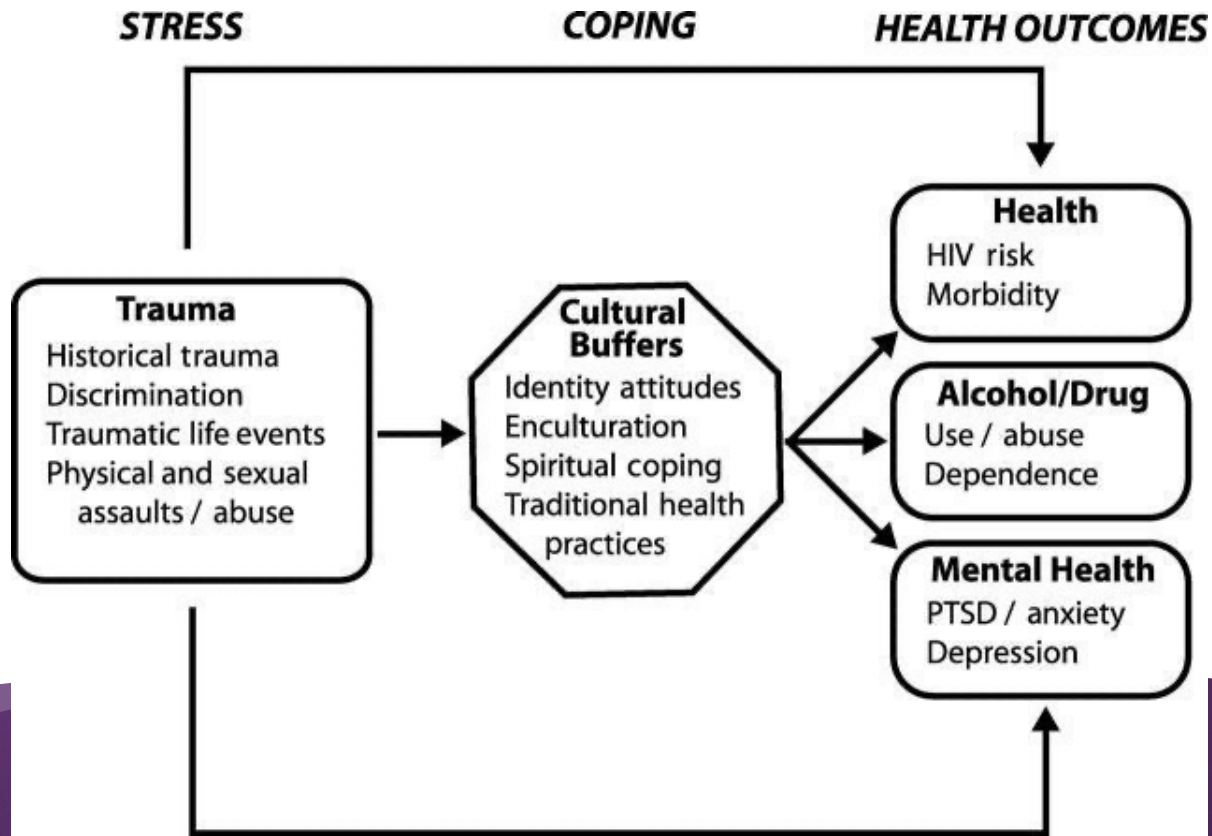 STRESS
COPING
HEALTH OUTCOMES
Trauma
Historical trauma
Discrimination
Traumatic life events
Physical and sexual
assaults / abuse
Cultural
Buffers
Identity attitudes
Enculturation
Spiritual coping
Traditional health
practices
Health
HIV risk
Morbidity
Alcohol/Drug
Use / abuse
Dependence
Mental Health
PTSD / anxiety
Depression